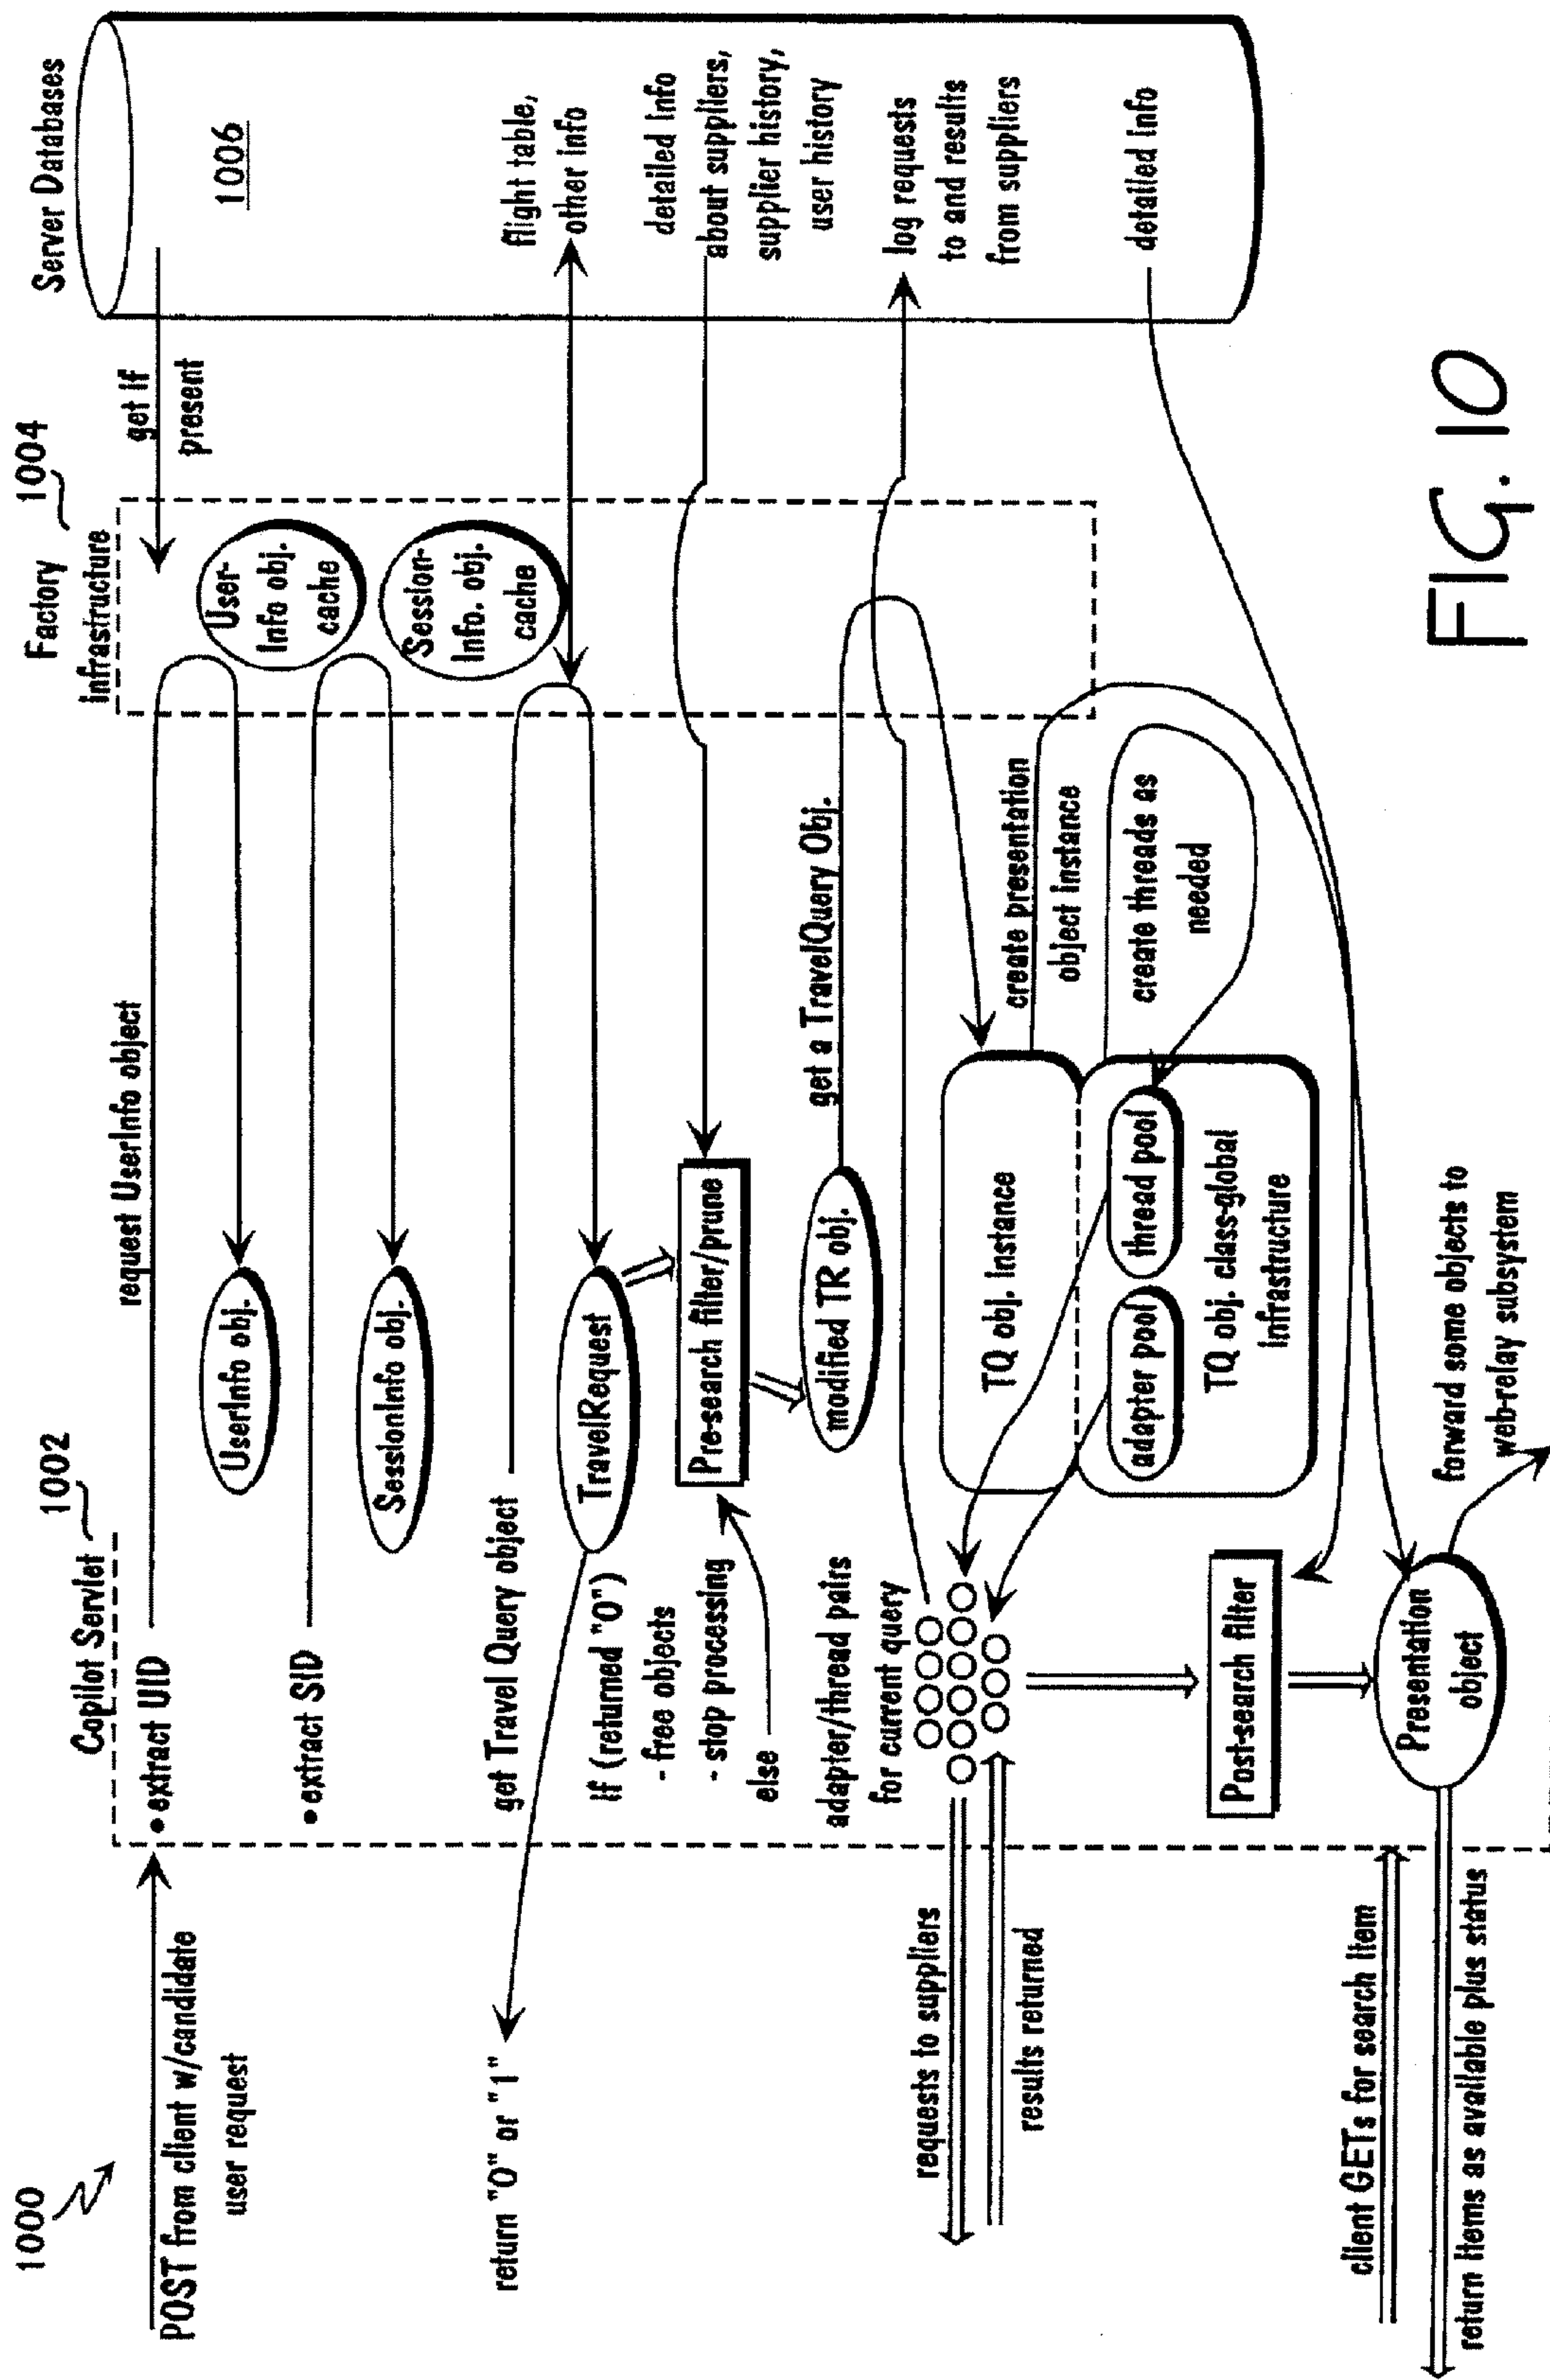 1000
POST from client w/candidate
user request
return "0" or "1"
requests to suppliers
results returned
client GETs for search item
return items as available plus status
Copilot Servlet
1002
• extract UID
request UserInfo object
UserInfo obj.
• extract SID
SessionInfo obj.
get Travel Query object
TravelRequest
if (returned "0")
- free objects
- stop processing
else
Pre-search filter/prune
modified TR obj.
get a TravelQuery Obj.
adapter/thread pairs
for current query
TQ obj. instance
adapter pool
thread pool
TQ obj. class-global
infrastructure
create presentation
object instance
create threads as
needed
Post-search filter
Presentation
object
forward some objects to
web-relay subsystem
Factory
infrastructure
1004
User-
Info obj.
cache
Session-
Info. obj.
cache
get if
present
Server Databases
1006
flight table,
other info
detailed info
about suppliers,
supplier history,
user history
log requests
to and results
from suppliers
detailed info
FIG. 10